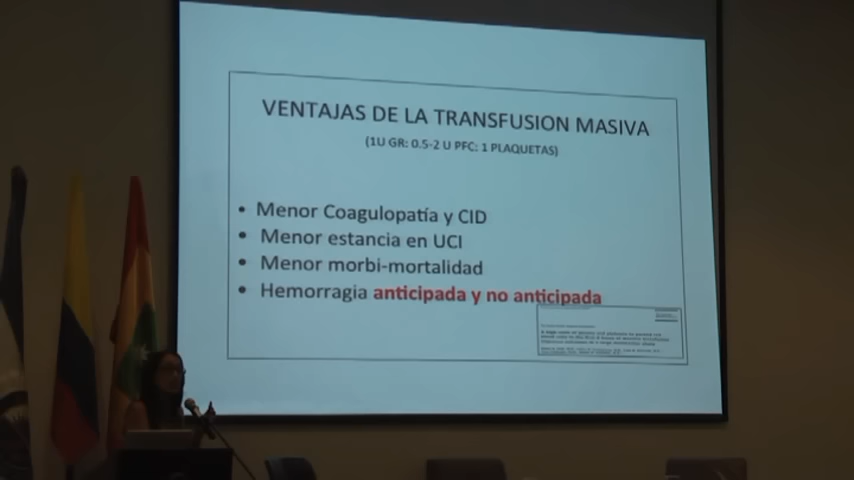 VENTAJAS DE LA TRANSFUSION MASIVA
(1U GR: 0.5-2 U PFC: 1 PLAQUETAS)
• Menor Coagulopatía y CID
• Menor estancia en UCI
• Menor morbi-mortalidad
• Hemorragia anticipada y no anticipada